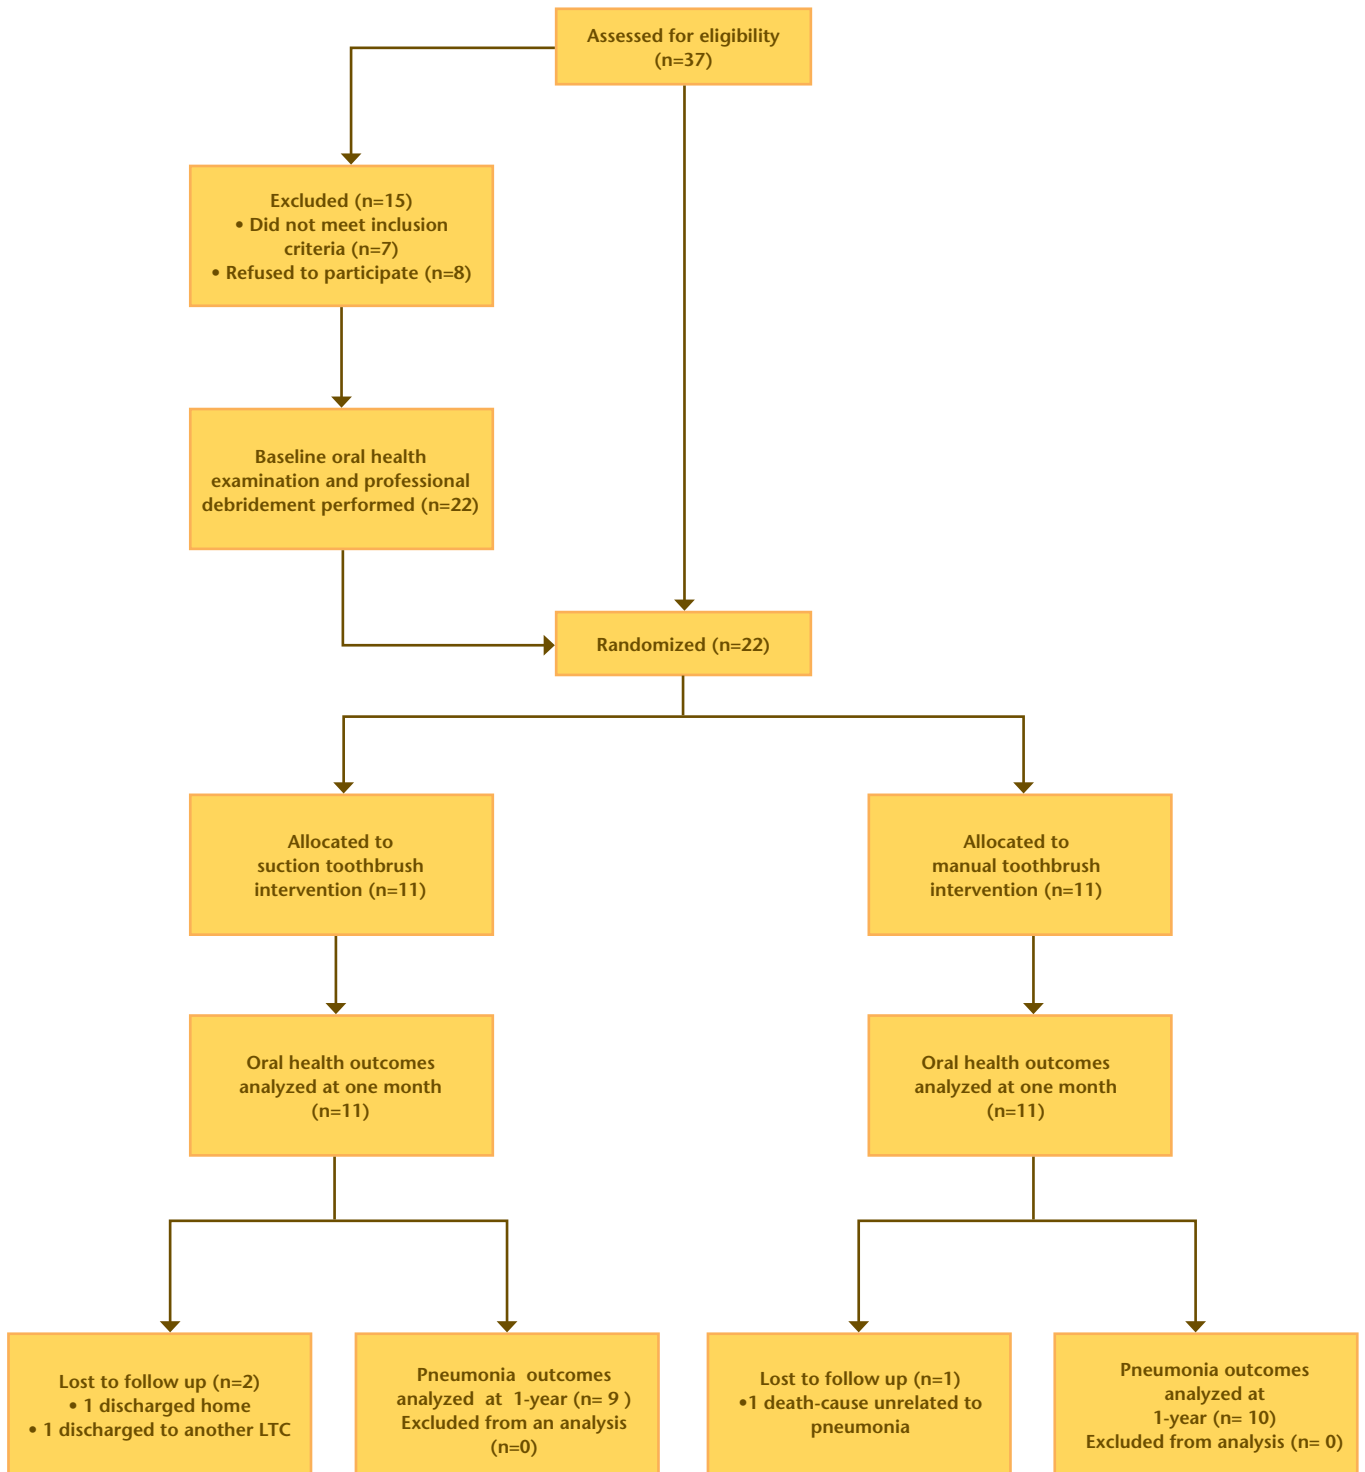 Assessed for eligibility
(n=37)
Excluded (n=15)
• Did not meet inclusion
criteria (n=7)
• Refused to participate (n=8)
Baseline oral health
examination and professional
debridement performed (n=22)
Randomized (n=22)
Allocated to
suction toothbrush
intervention (n=11)
Allocated to
manual toothbrush
intervention (n=11)
Oral health outcomes
analyzed at one month
(n=11)
Oral health outcomes
analyzed at one month
(n=11)
Lost to follow up (n=2)
• 1 discharged home
• 1 discharged to another LTC
Pneumonia outcomes
analyzed at 1-year (n= 9 )
Excluded from an analysis
(n=0)
Lost to follow up (n=1)
•1 death-cause unrelated to
pneumonia
Pneumonia outcomes
analyzed at
1-year (n= 10)
Excluded from analysis (n= 0)